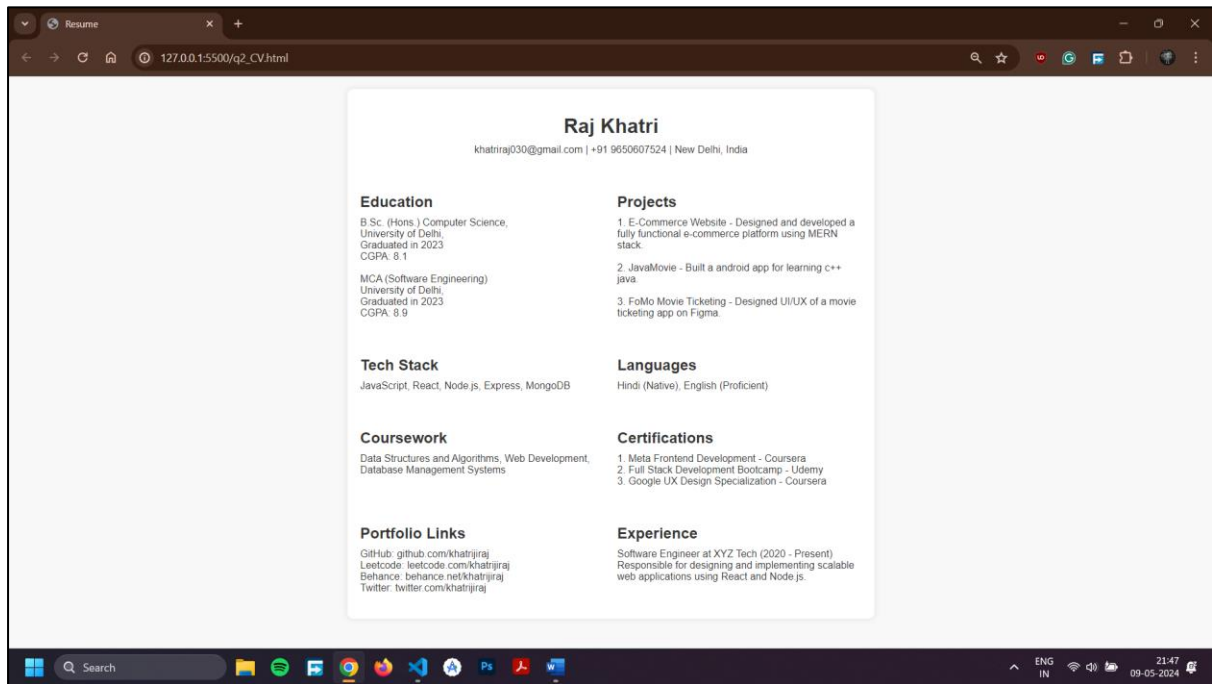 Resume
127.0.0.1:5500/q2_CV.html
Raj Khatri
khatriraj030@gmail.com | +91 9650607524 | New Delhi, India
Education
B.Sc. (Hons.) Computer Science,
University of Delhi,
Graduated in 2023
CGPA: 8.1
MCA (Software Engineering)
University of Delhi,
Graduated in 2023
CGPA: 8.9
Projects
1. E-Commerce Website - Designed and developed a
fully functional e-commerce platform using MERN
stack.
2. JavaMovie - Built a android app for learning c++
java.
3. FoMo Movie Ticketing - Designed UI/UX of a movie
ticketing app on Figma.
Tech Stack
JavaScript, React, Node.js, Express, MongoDB
Languages
Hindi (Native), English (Proficient)
Coursework
Data Structures and Algorithms, Web Development,
Database Management Systems
Certifications
1. Meta Frontend Development - Coursera
2. Full Stack Development Bootcamp - Udemy
3. Google UX Design Specialization - Coursera
Portfolio Links
GitHub: github.com/khatrijiraj
Leetcode: leetcode.com/khatrijiraj
Behance: behance.net/khatrijiraj
Twitter: twitter.com/khatrijiraj
Experience
Software Engineer at XYZ Tech (2020 - Present)
Responsible for designing and implementing scalable
web applications using React and Node.js.
Search
Ps
ENG
IN
21:47
09-05-2024